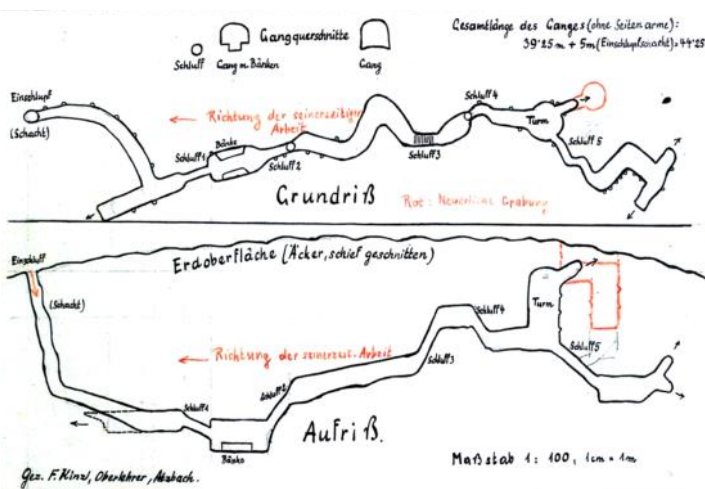 Gangquerschnitte
Schluff
Gang m. Bänken
Gang
Gesamtlänge des Ganges (ohne Seitenarme):
39'25m + 5m (Einschlupfschacht) = 44'25
Einschlupf
(Schacht)
Richtung der seinerzeitigen
Arbeit
Schluff 1
Bänke
Schluff 2
Schluff 3
Schluff 4
Turm
Schluff 5
Grundriß
Rot: Neuerliche Grabung
Erdoberfläche (Äcker, schief geschnitten)
Einschlupf
(Schacht)
Richtung der seinerzeit. Arbeit
Schluff 1
Schluff 2
Schluff 3
Schluff 4
Turm
Schluff 5
Bänke
Aufriß.
Maßstab 1: 100, 1cm = 1m
Gez. F. Kinzl, Oberlehrer, Atzbach.